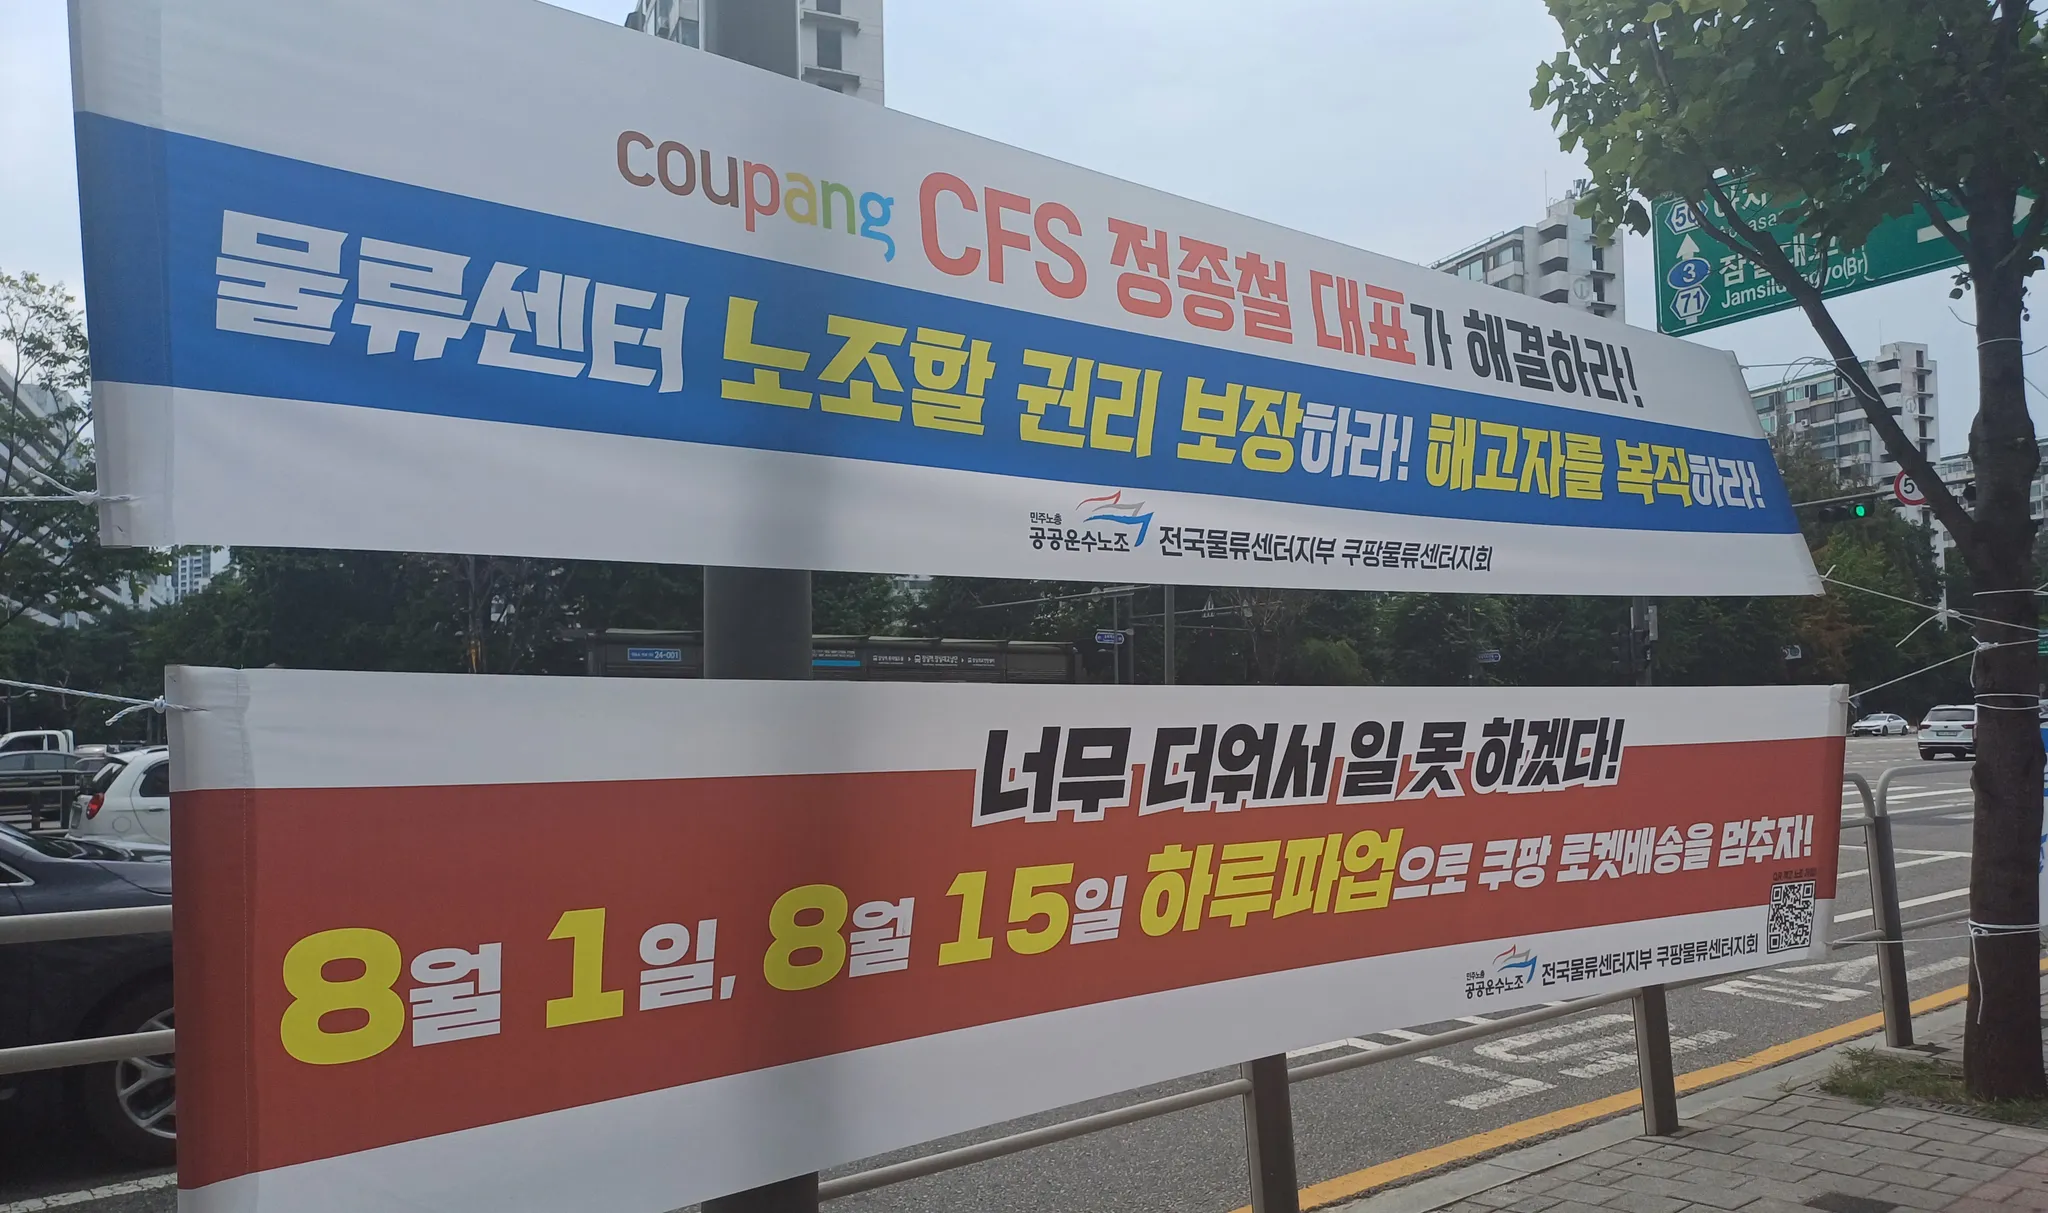 coupang CFS 정종철 대표가 해결하라!
물류센터 노조할 권리 보장하라! 해고자를 복직하라!
민주노총
공공운수노조 전국물류센터지부 쿠팡물류센터지회
너무 더워서 일 못 하겠다!
8월 1일, 8월 15일 하루파업으로 쿠팡 로켓배송을 멈추자!
민주노총
공공운수노조 전국물류센터지부 쿠팡물류센터지회
50
3
71
Jamsil
(Br)
5
24-001